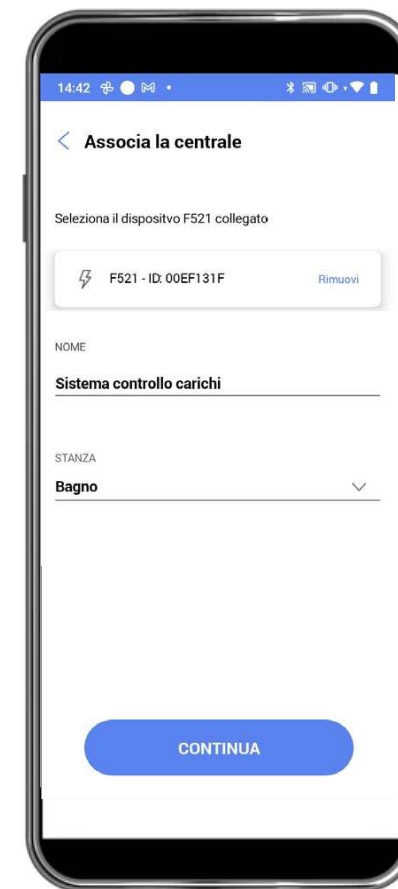 14:42
Associa la centrale
Seleziona il dispositvo F521 collegato
F521 - ID: 00EF131F Rimuovi
NOME
Sistema controllo carichi
STANZA
Bagno
CONTINUA